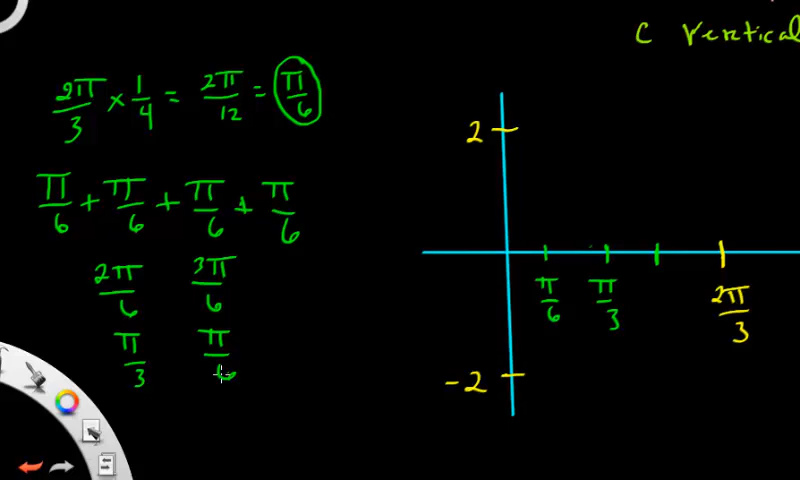 C Vertical
2π/3 × 1/4 = 2π/12 = π/6
π/6 + π/6 + π/6 + π/6
2π/6 3π/6
π/3 π/
2
π/6 π/3 2π/3
-2